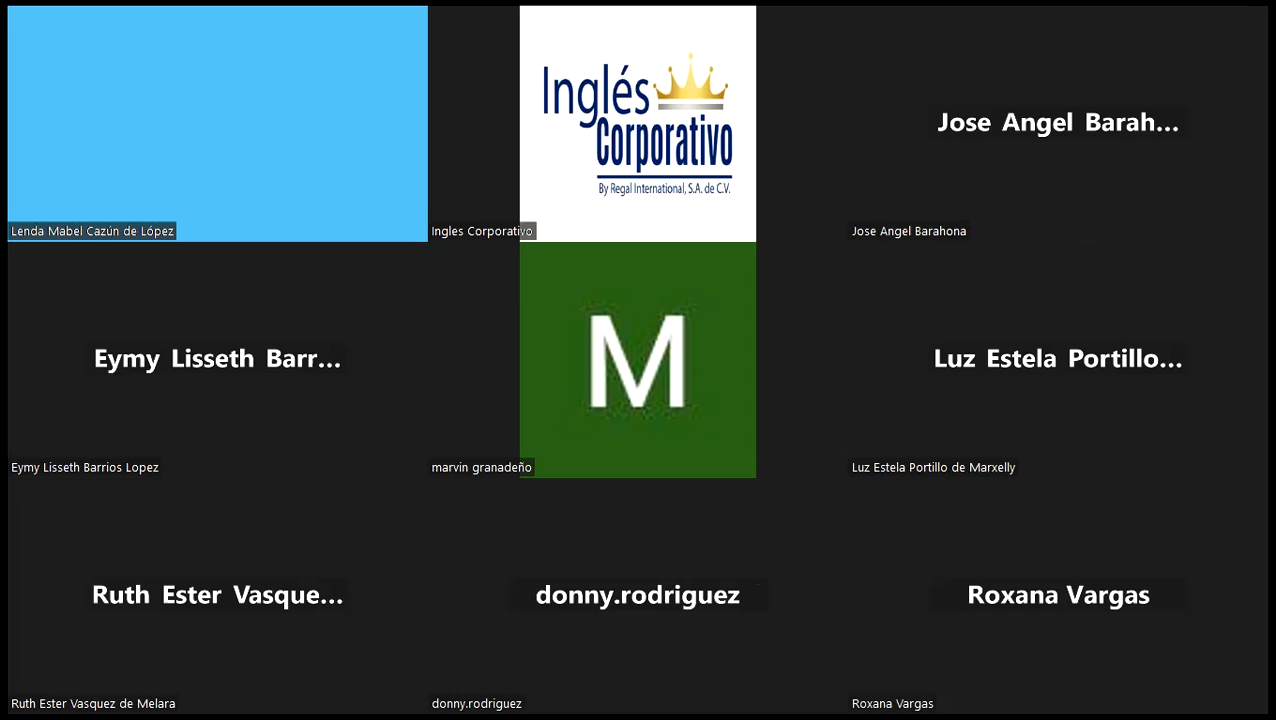 Lenda Mabel Cazún de López
Inglés
Corporativo
By Regal International, S.A. de C.V.
Ingles Corporativo
Jose Angel Barah...
Jose Angel Barahona
Eymy Lisseth Barr...
Eymy Lisseth Barrios Lopez
M
marvin granadeño
Luz Estela Portillo...
Luz Estela Portillo de Marxelly
Ruth Ester Vasque...
Ruth Ester Vasquez de Melara
donny.rodriguez
donny.rodriguez
Roxana Vargas
Roxana Vargas